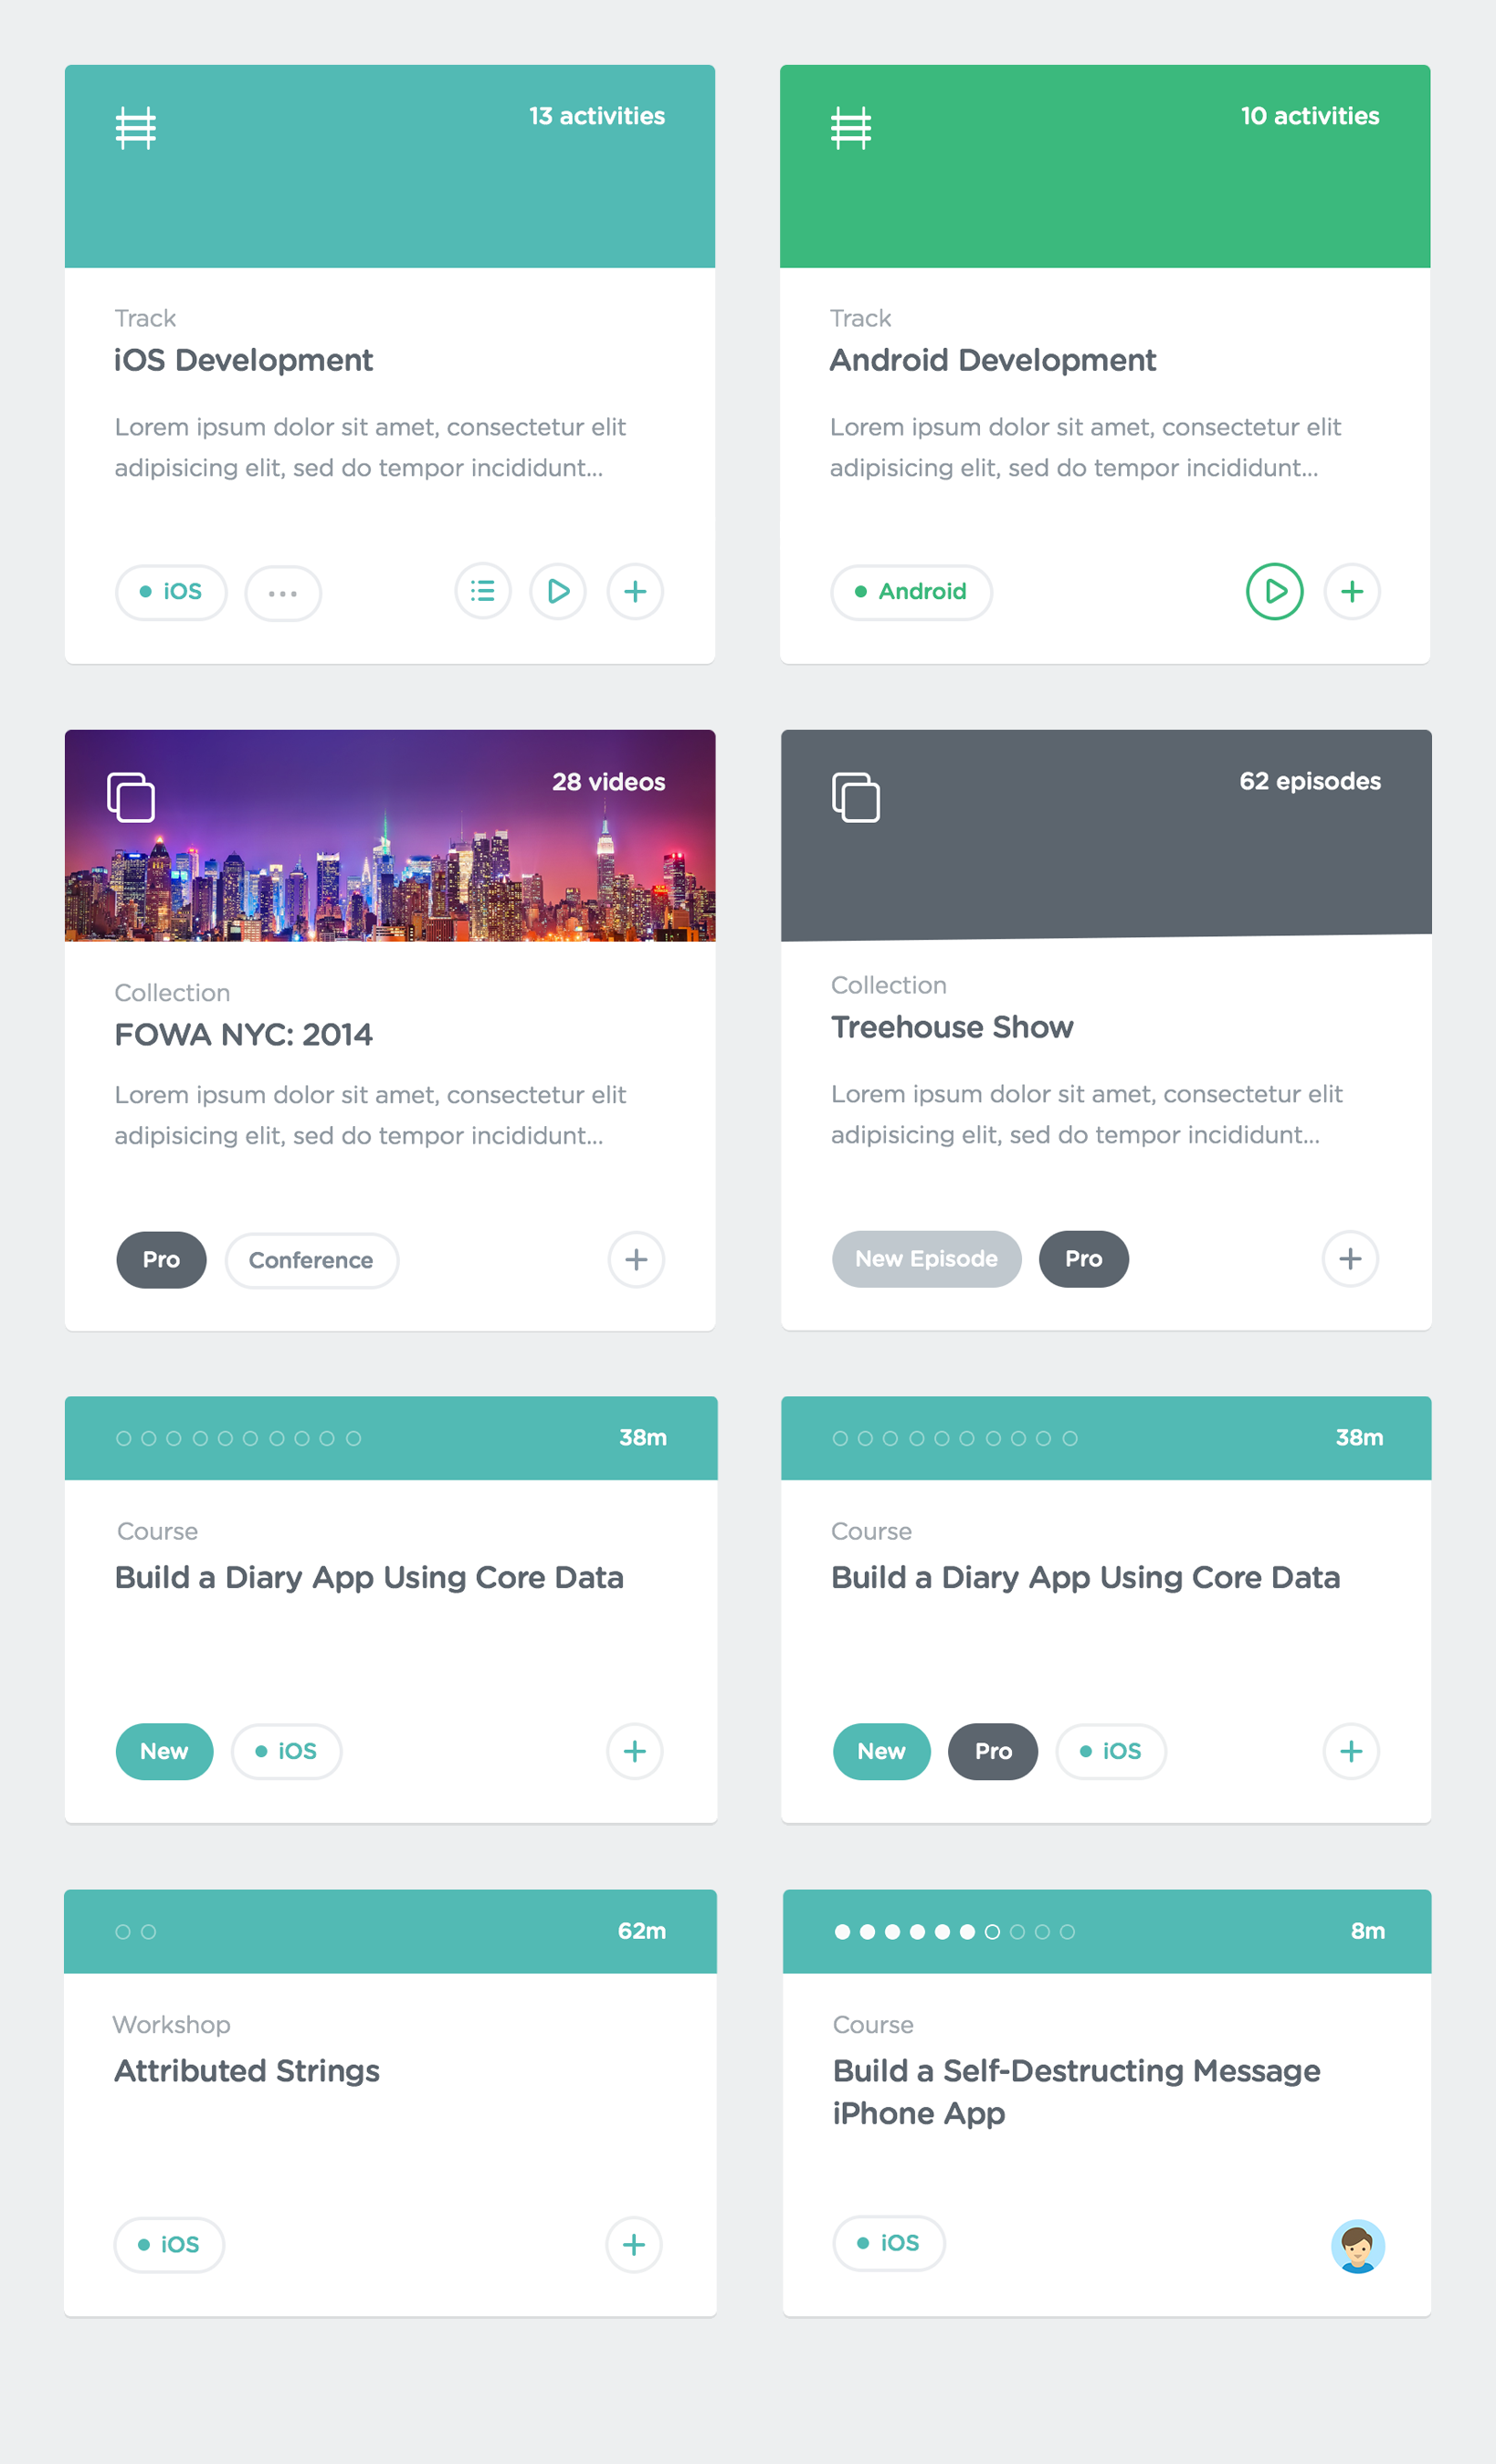 13 activities
Track
iOS Development
Lorem ipsum dolor sit amet, consectetur elit
adipisicing elit, sed do tempor incididunt...
iOS
...
10 activities
Track
Android Development
Lorem ipsum dolor sit amet, consectetur elit
adipisicing elit, sed do tempor incididunt...
Android
28 videos
Collection
FOWA NYC: 2014
Lorem ipsum dolor sit amet, consectetur elit
adipisicing elit, sed do tempor incididunt...
Pro
Conference
62 episodes
Collection
Treehouse Show
Lorem ipsum dolor sit amet, consectetur elit
adipisicing elit, sed do tempor incididunt...
New Episode
Pro
38m
Course
Build a Diary App Using Core Data
New
iOS
38m
Course
Build a Diary App Using Core Data
New
Pro
iOS
62m
Workshop
Attributed Strings
iOS
8m
Course
Build a Self-Destructing Message
iPhone App
iOS